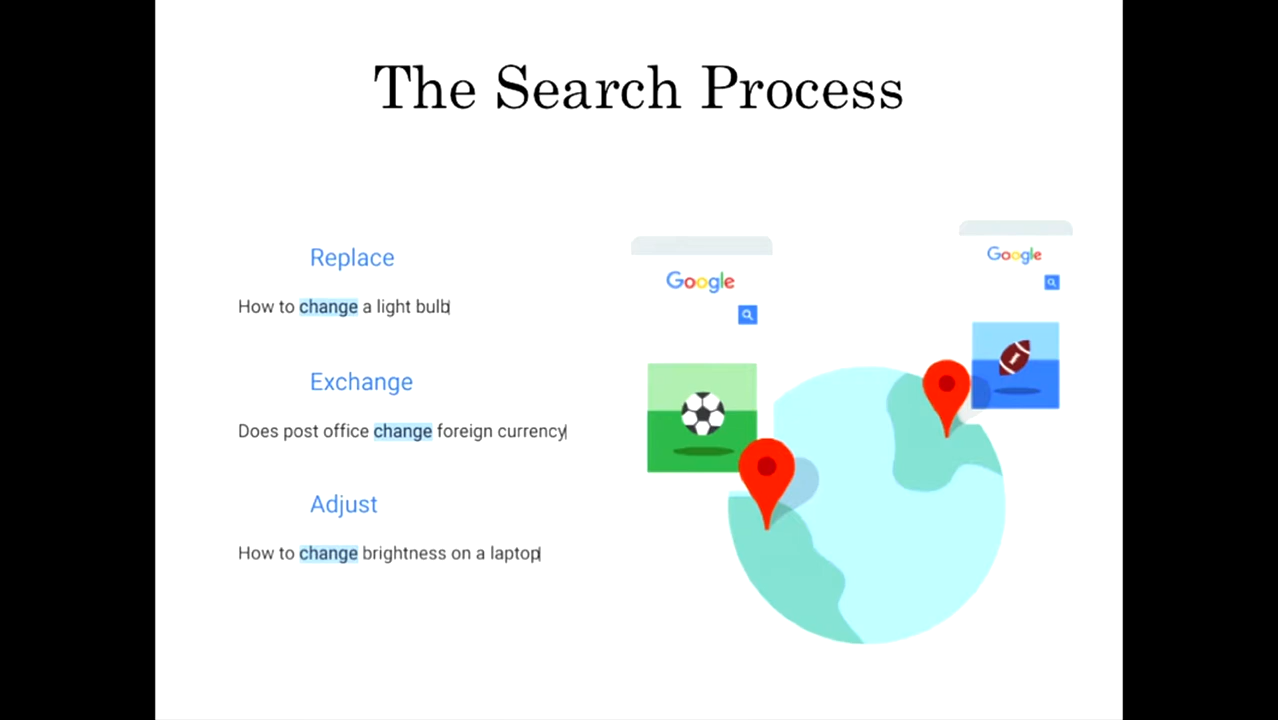 The Search Process
Replace
How to change a light bulb
Exchange
Does post office change foreign currency
Adjust
How to change brightness on a laptop
Google
Google